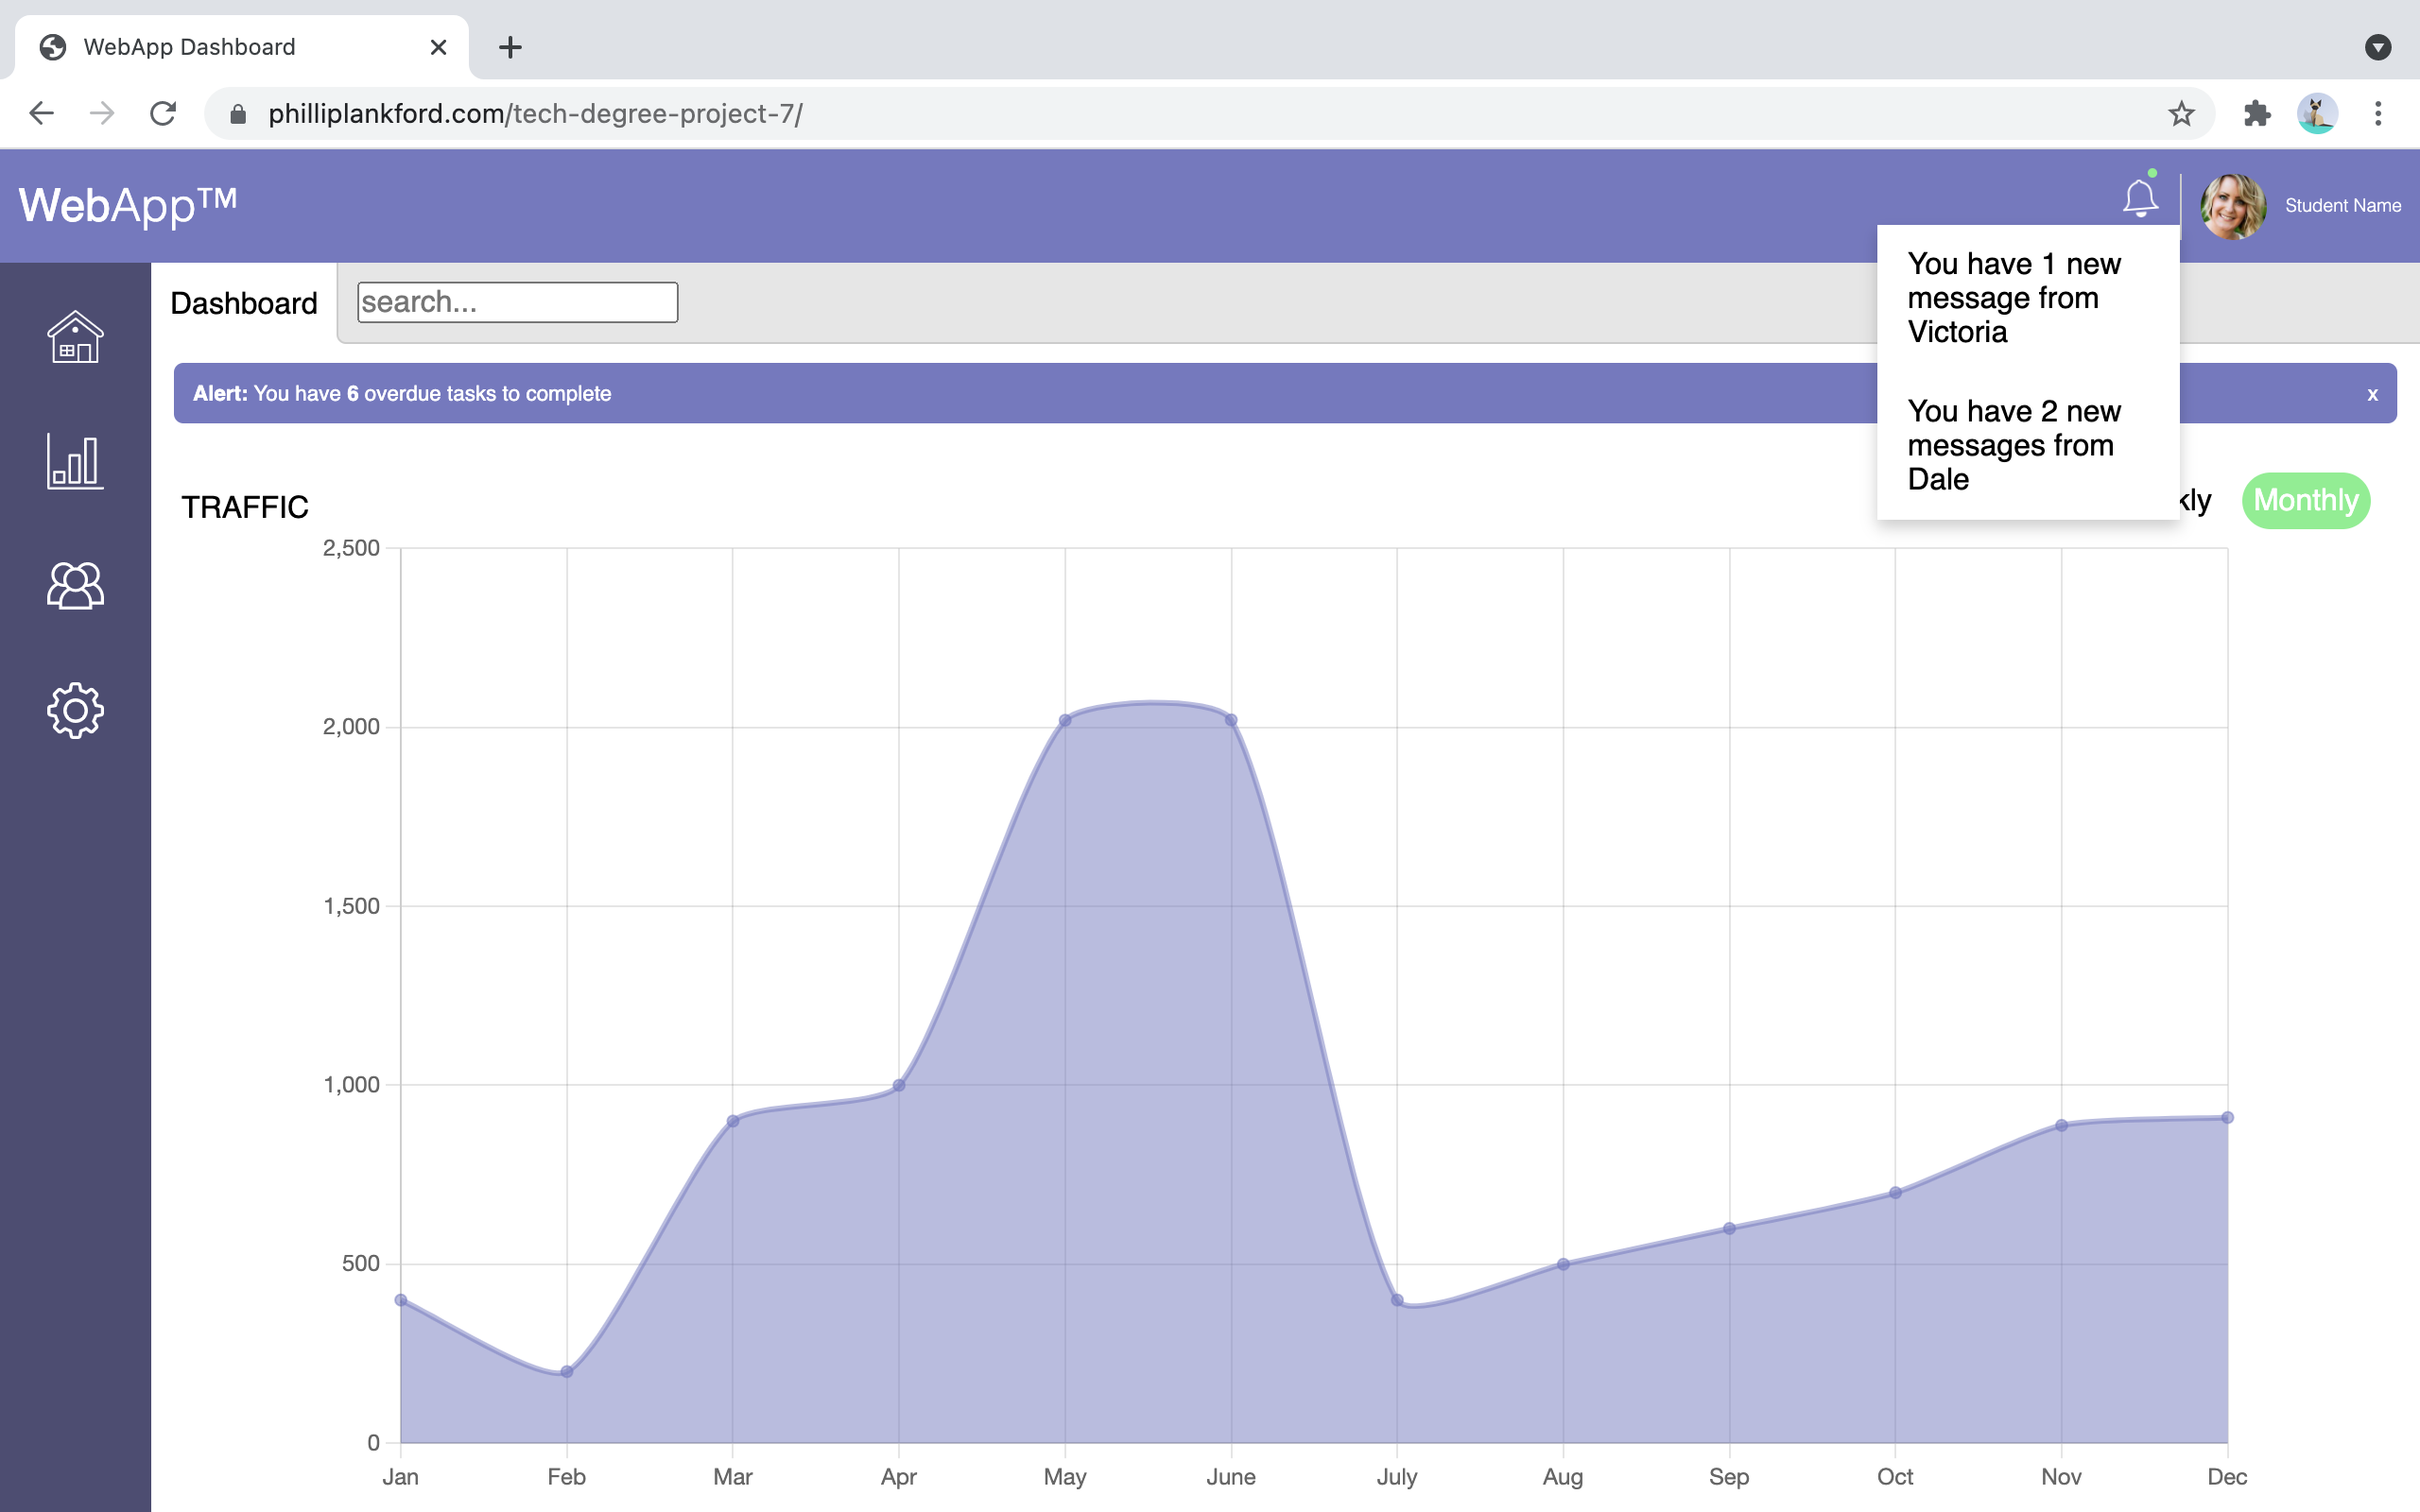 WebApp Dashboard
philliplankford.com/tech-degree-project-7/
WebApp™
Student Name
You have 1 new
message from
Victoria
You have 2 new
messages from
Dale
Dashboard
search...
Alert: You have 6 overdue tasks to complete
x
TRAFFIC
kly
Monthly
2,500
2,000
1,500
1,000
500
0
Jan
Feb
Mar
Apr
May
June
July
Aug
Sep
Oct
Nov
Dec